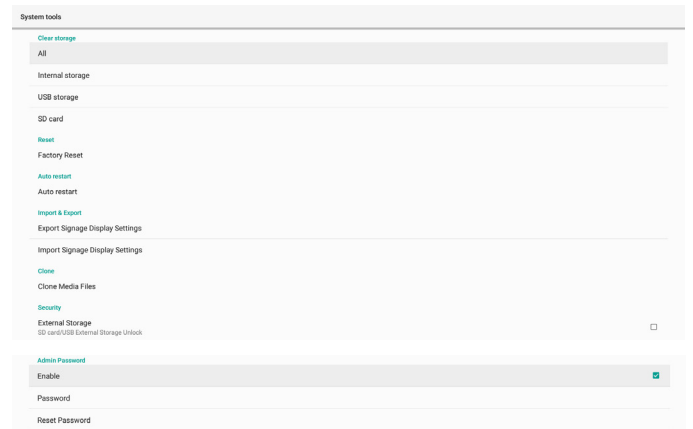 System tools
Clear storage
All
Internal storage
USB storage
SD card
Reset
Factory Reset
Auto restart
Auto restart
Import & Export
Export Signage Display Settings
Import Signage Display Settings
Clone
Clone Media Files
Security
External Storage
SD card/USB External Storage Unlock
Admin Password
Enable
Password
Reset Password